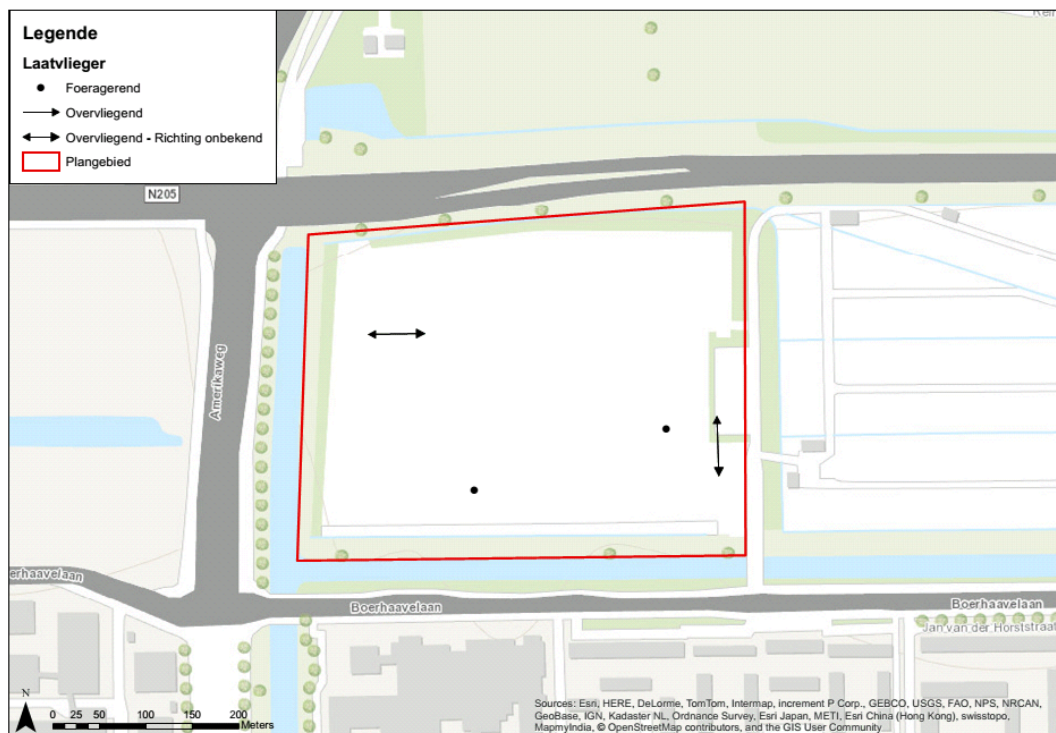 Legende
Laatvlieger
Foeragerend
Overvliegend
Overvliegend - Richting onbekend
Plangebied
N205
Amerikaweg
Boerhaavelaan
Boerhaavelaan
Jan van der Horststraat
N
0 25 50 100 150 200
Meters
Sources: Esri, HERE, DeLorme, TomTom, Intermap, increment P Corp., GEBCO, USGS, FAO, NPS, NRCAN,
GeoBase, IGN, Kadaster NL, Ordnance Survey, Esri Japan, METI, Esri China (Hong Kong), swisstopo,
MapmyIndia, © OpenStreetMap contributors, and the GIS User Community